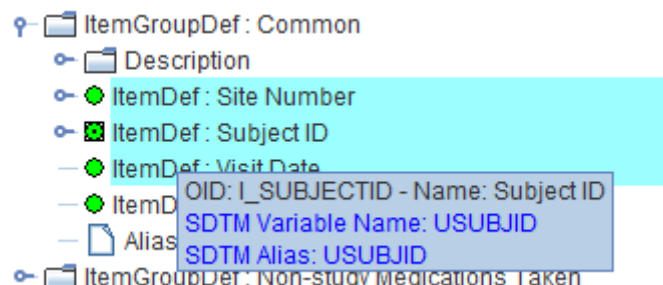 ItemGroupDef : Common
Description
ItemDef : Site Number
ItemDef : Subject ID
ItemDef : Visit Date
OID: I_SUBJECTID - Name: Subject ID
ItemD
SDTM Variable Name: USUBJID
Alias
SDTM Alias: USUBJID
ItemGroupDef : Non-study Medications Taken